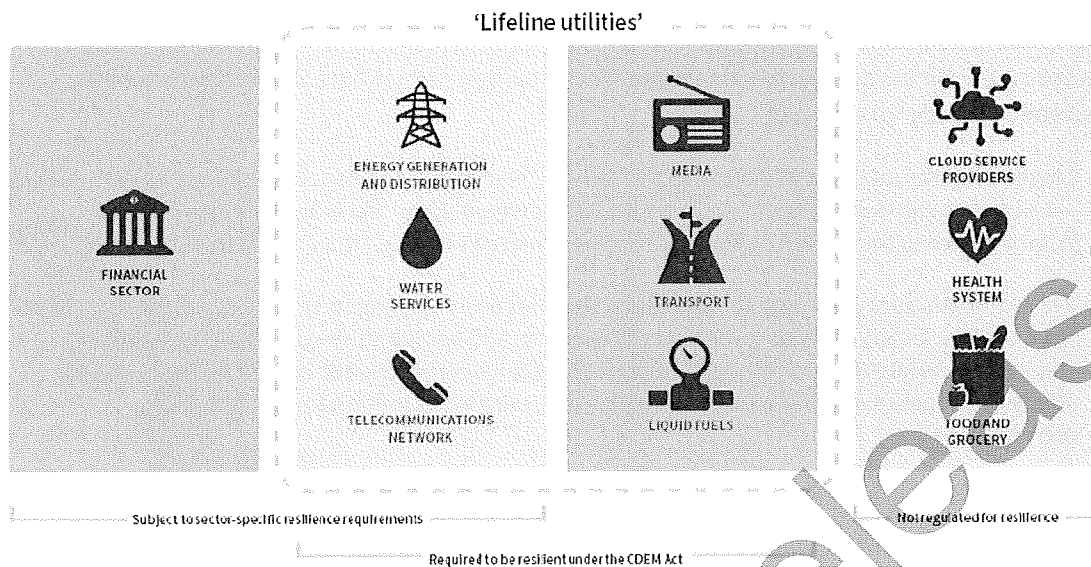 'Lifeline utilities'
FINANCIAL
SECTOR
ENERGY GENERATION
AND DISTRIBUTION
WATER
SERVICES
TELECOMMUNICATIONS
NETWORK
MEDIA
TRANSPORT
LIQUID FUELS
CLOUD SERVICE
PROVIDERS
HEALTH
SYSTEM
FOOD AND
GROCERY
Subject to sector-specific resilience requirements
Not regulated for resilience
Required to be resilient under the CDEM Act